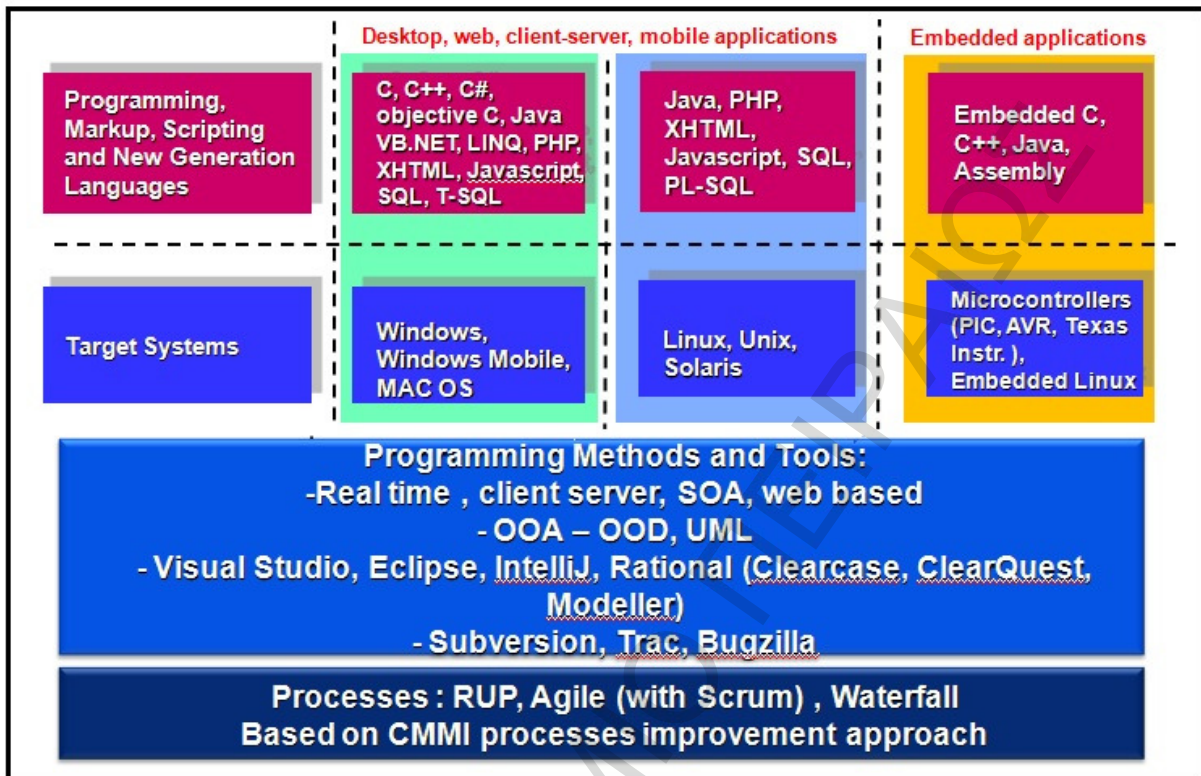 Desktop, web, client-server, mobile applications
Embedded applications
Programming,
Markup, Scripting
and New Generation
Languages
C, C++, C#,
objective C, Java
VB.NET, LINQ, PHP,
XHTML, Javascript,
SQL, T-SQL
Java, PHP,
XHTML,
Javascript, SQL,
PL-SQL
Embedded C,
C++, Java,
Assembly
Target Systems
Windows,
Windows Mobile,
MAC OS
Linux, Unix,
Solaris
Microcontrollers
(PIC, AVR, Texas
Instr. ),
Embedded Linux
Programming Methods and Tools:
-Real time , client server, SOA, web based
- OOA – OOD, UML
- Visual Studio, Eclipse, IntelliJ, Rational (Clearcase, ClearQuest,
Modeller)
- Subversion, Trac, Bugzilla
Processes : RUP, Agile (with Scrum) , Waterfall
Based on CMMI processes improvement approach
ΠΕΙΡΑΙΩΣ